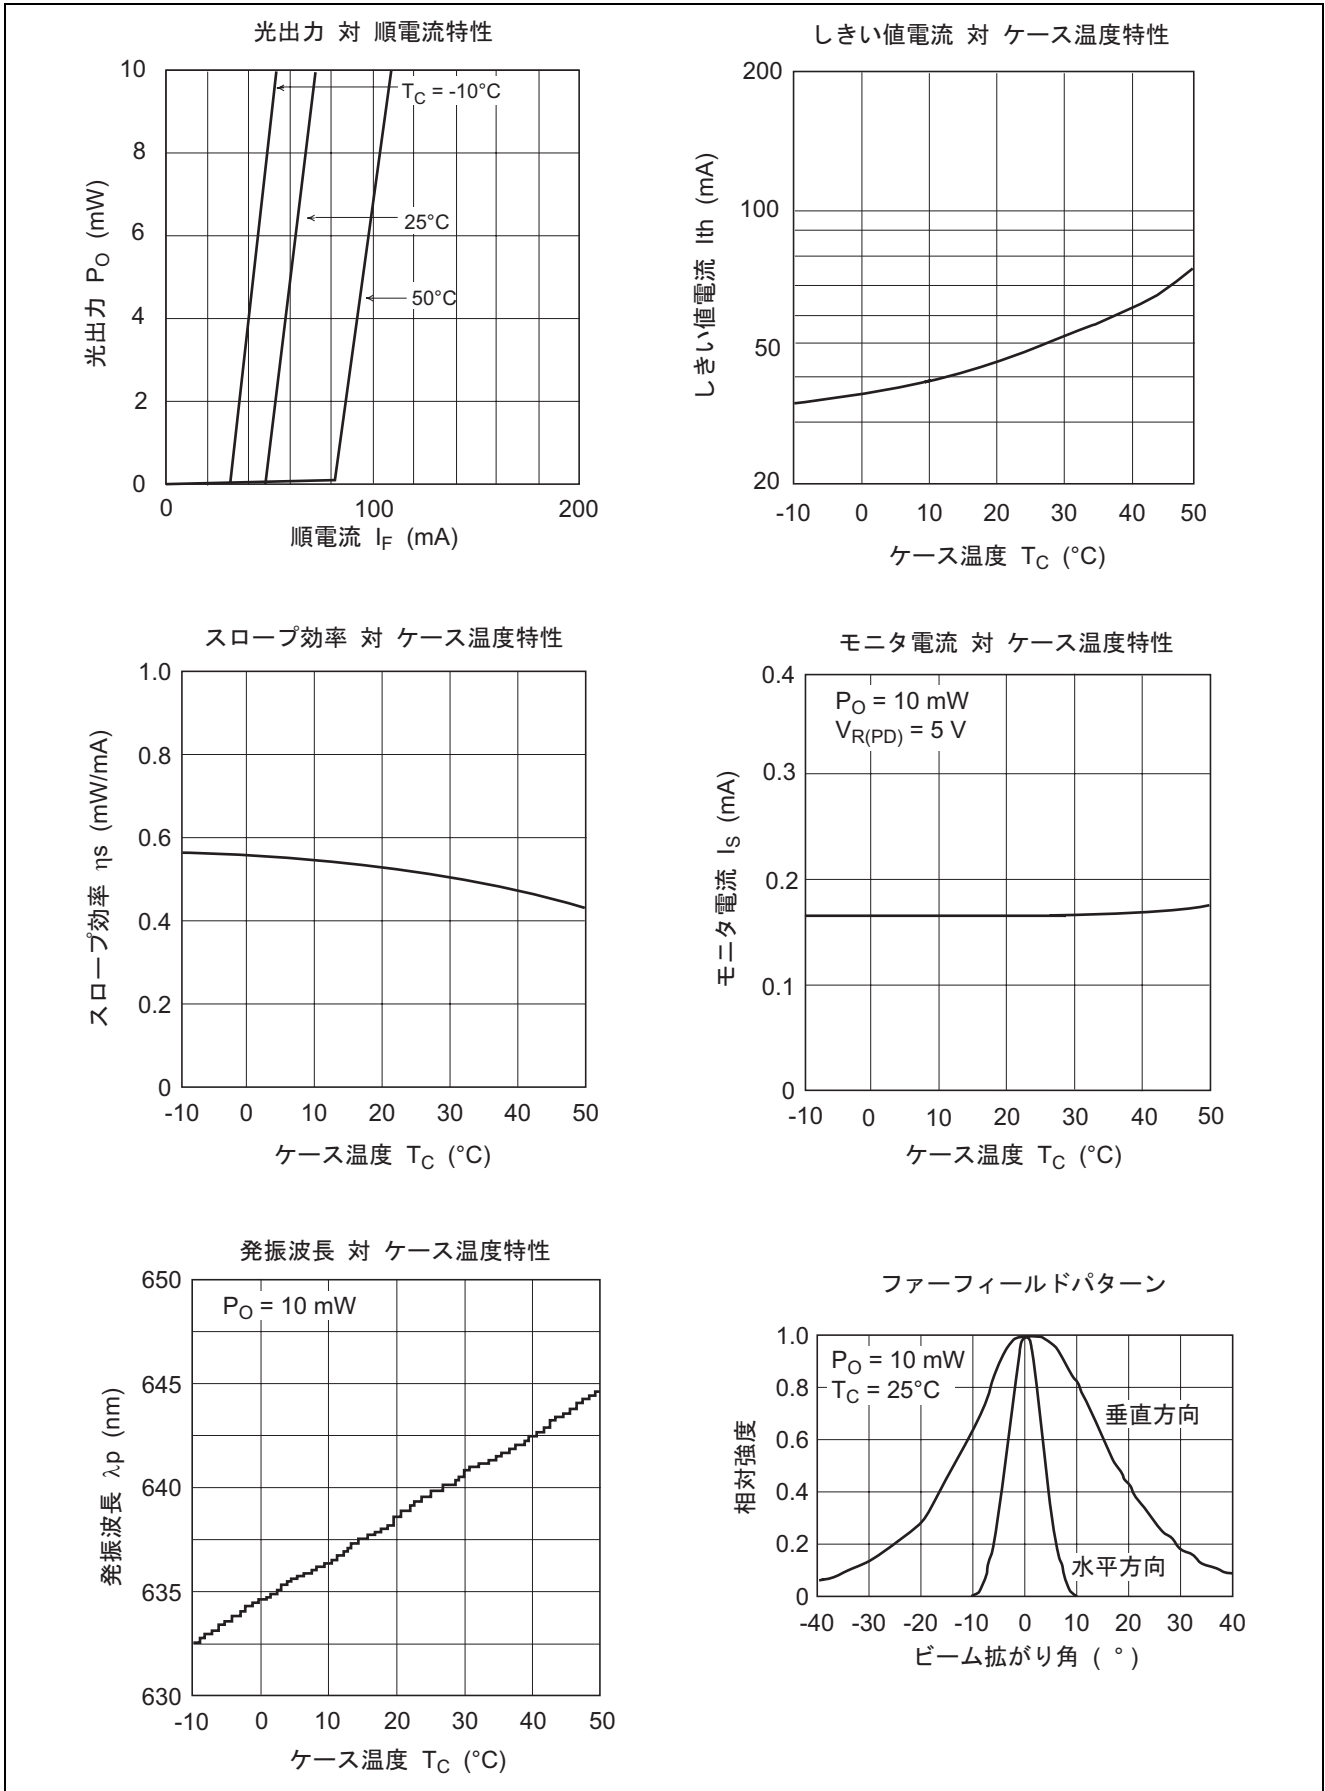 光出力 対 順電流特性
10
8
6
4
2
0
光出力 PO (mW)
TC = -10°C
25°C
50°C
0 100 200
順電流 IF (mA)
しきい値電流 対 ケース温度特性
200
100
50
20
しきい値電流 Ith (mA)
-10 0 10 20 30 40 50
ケース温度 TC (°C)
スロープ効率 対 ケース温度特性
1.0
0.8
0.6
0.4
0.2
0
スロープ効率 ηs (mW/mA)
-10 0 10 20 30 40 50
ケース温度 TC (°C)
モニタ電流 対 ケース温度特性
0.4
0.3
0.2
0.1
0
モニタ電流 IS (mA)
PO = 10 mW
VR(PD) = 5 V
-10 0 10 20 30 40 50
ケース温度 TC (°C)
発振波長 対 ケース温度特性
650
645
640
635
630
発振波長 λp (nm)
PO = 10 mW
-10 0 10 20 30 40 50
ケース温度 TC (°C)
ファーフィールドパターン
1.0
0.8
0.6
0.4
0.2
0
相対強度
PO = 10 mW
TC = 25°C
垂直方向
水平方向
-40 -30 -20 -10 0 10 20 30 40
ビーム拡がり角 ( ° )